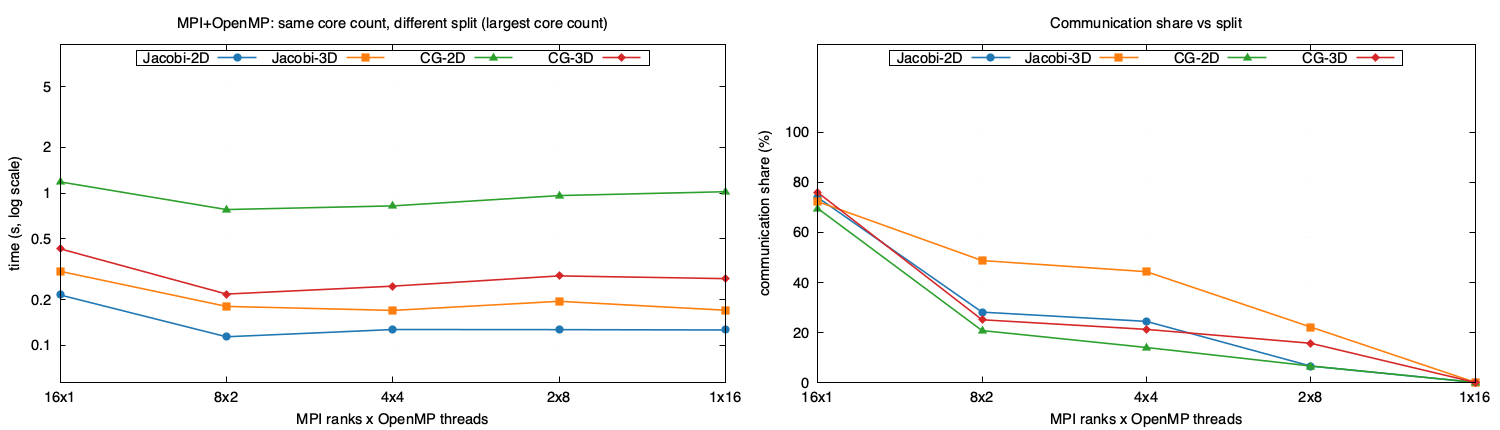 MPI+OpenMP: same core count, different split (largest core count)
Jacobi-2D Jacobi-3D CG-2D CG-3D
time (s, log scale)
5
2
1
0.5
0.2
0.1
16x1 8x2 4x4 2x8 1x16
MPI ranks x OpenMP threads
Communication share vs split
Jacobi-2D Jacobi-3D CG-2D CG-3D
communication share (%)
100
80
60
40
20
0
16x1 8x2 4x4 2x8 1x16
MPI ranks x OpenMP threads